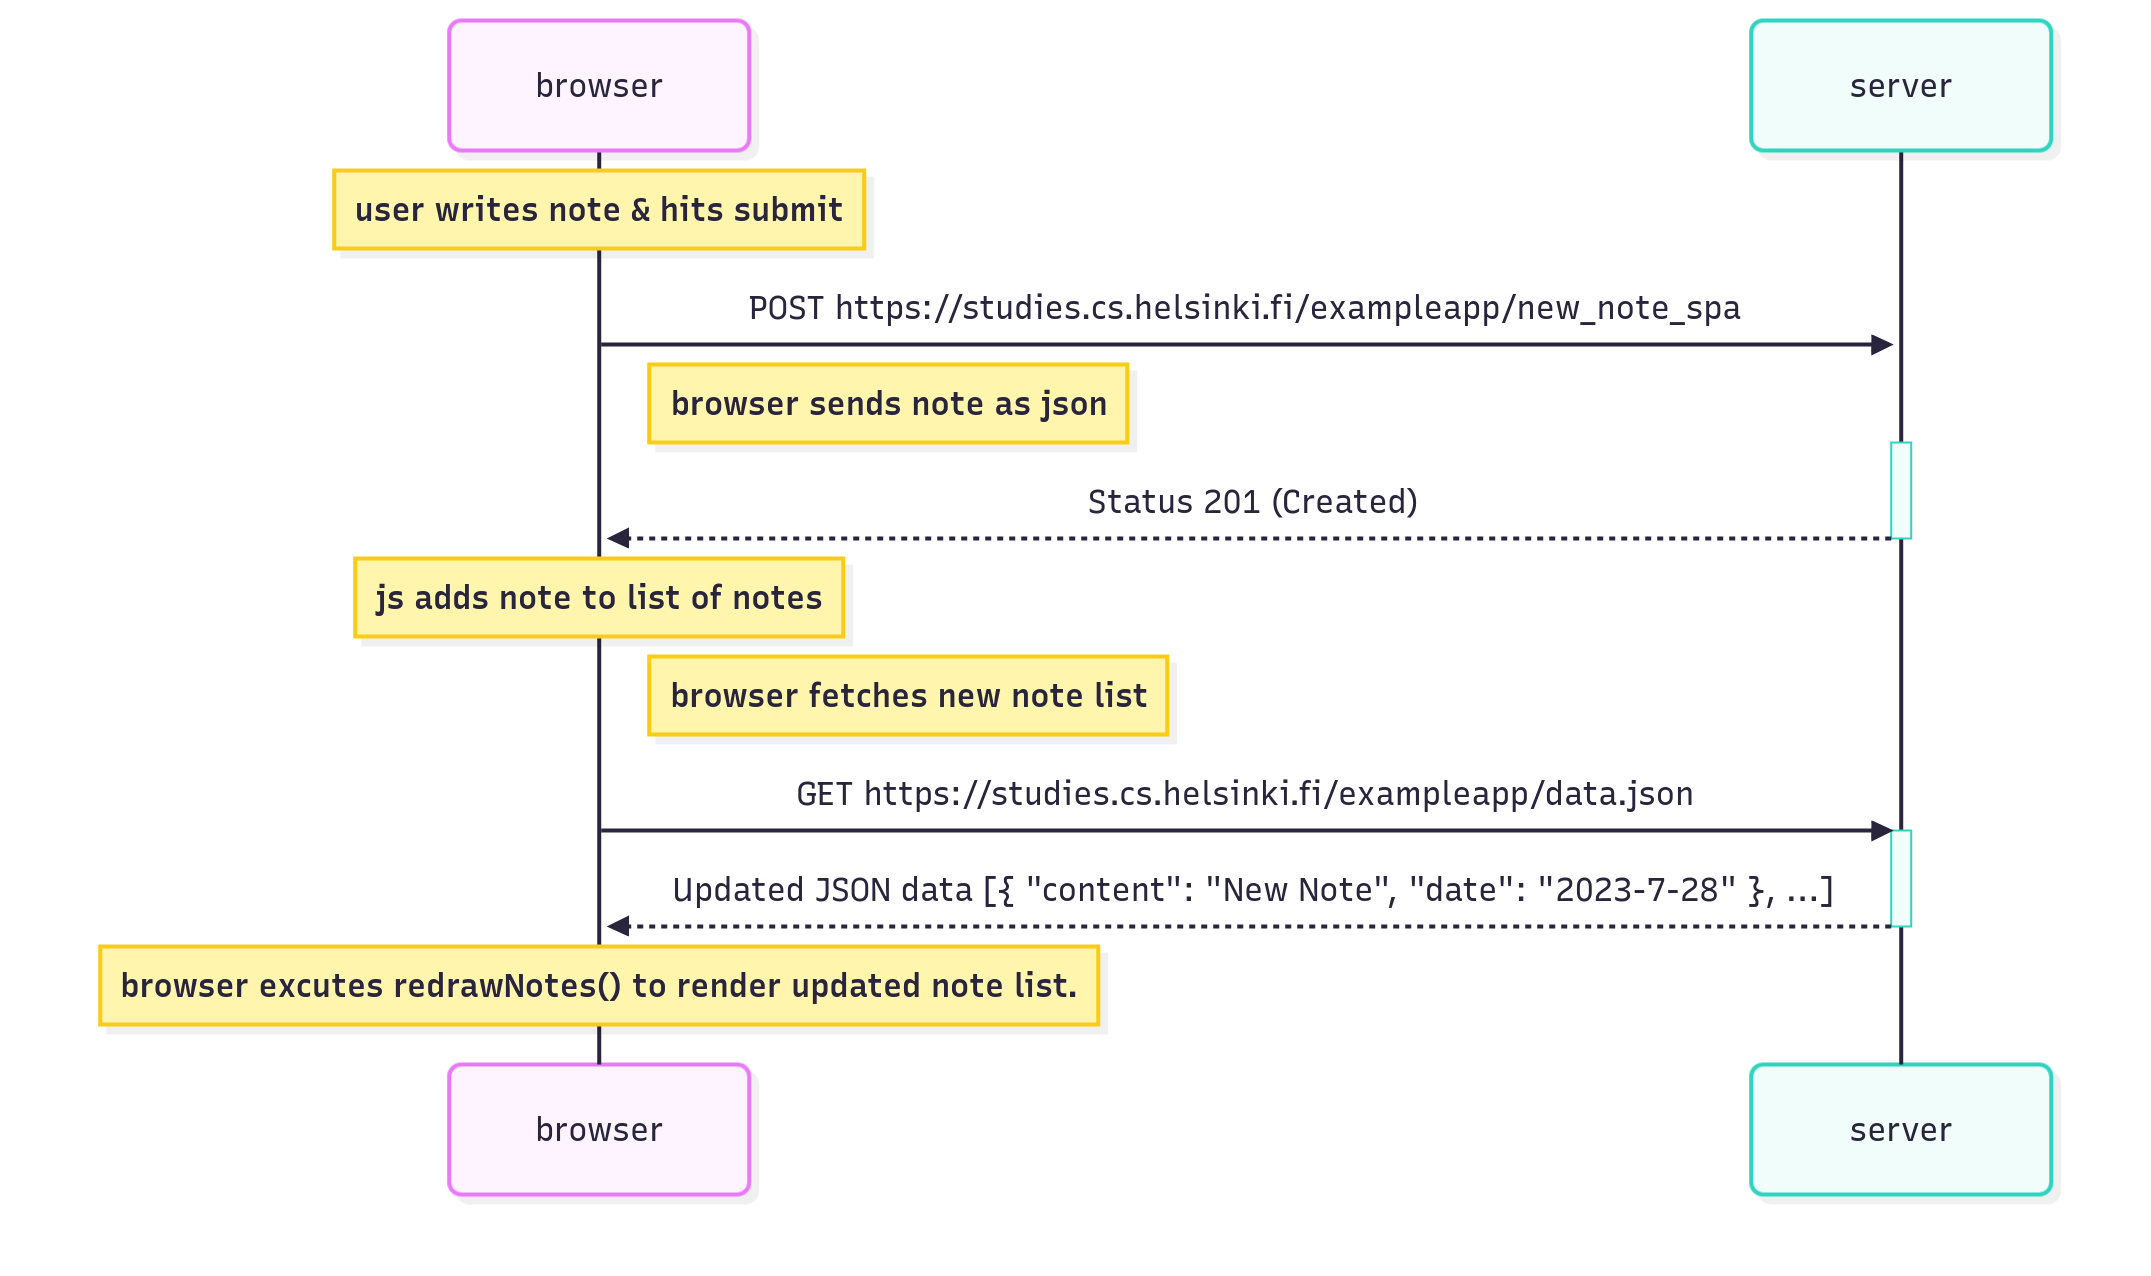 browser
server
user writes note & hits submit
POST https://studies.cs.helsinki.fi/exampleapp/new_note_spa
browser sends note as json
Status 201 (Created)
js adds note to list of notes
browser fetches new note list
GET https://studies.cs.helsinki.fi/exampleapp/data.json
Updated JSON data [{ "content": "New Note", "date": "2023-7-28" }, ...]
browser excutes redrawNotes() to render updated note list.
browser
server